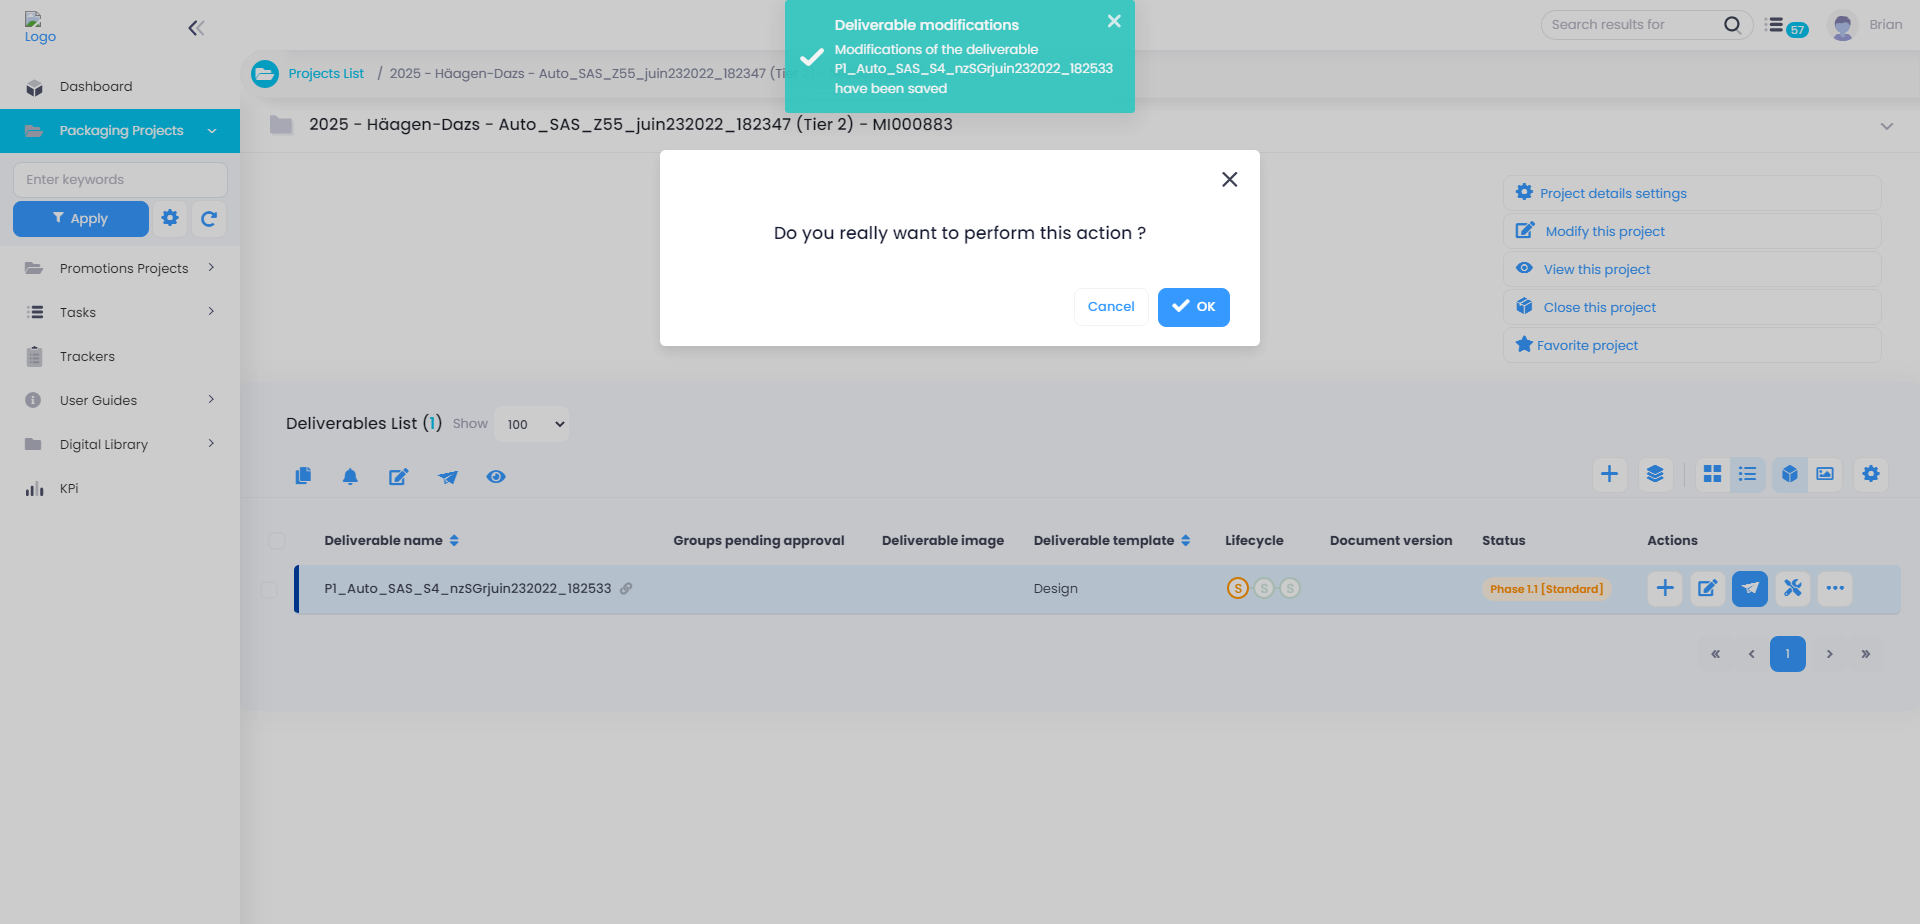 Logo
Dashboard
Packaging Projects
Enter keywords
Apply
Promotions Projects
Tasks
Trackers
User Guides
Digital Library
KPi
Search results for
57
Brian
Projects List / 2025 - Häagen-Dazs - Auto_SAS_Z55_juin232022_182347 (Tie
Deliverable modifications
Modifications of the deliverable
P1_Auto_SAS_S4_nzSGrjuin232022_182533
have been saved
2025 - Häagen-Dazs - Auto_SAS_Z55_juin232022_182347 (Tier 2) - MI000883
Do you really want to perform this action ?
Cancel
OK
Project details settings
Modify this project
View this project
Close this project
Favorite project
Deliverables List (1) Show 100
Deliverable name Groups pending approval Deliverable image Deliverable template Lifecycle Document version Status Actions
P1_Auto_SAS_S4_nzSGrjuin232022_182533 Design S S S Phase 1.1 [Standard]
« ‹ 1 › »